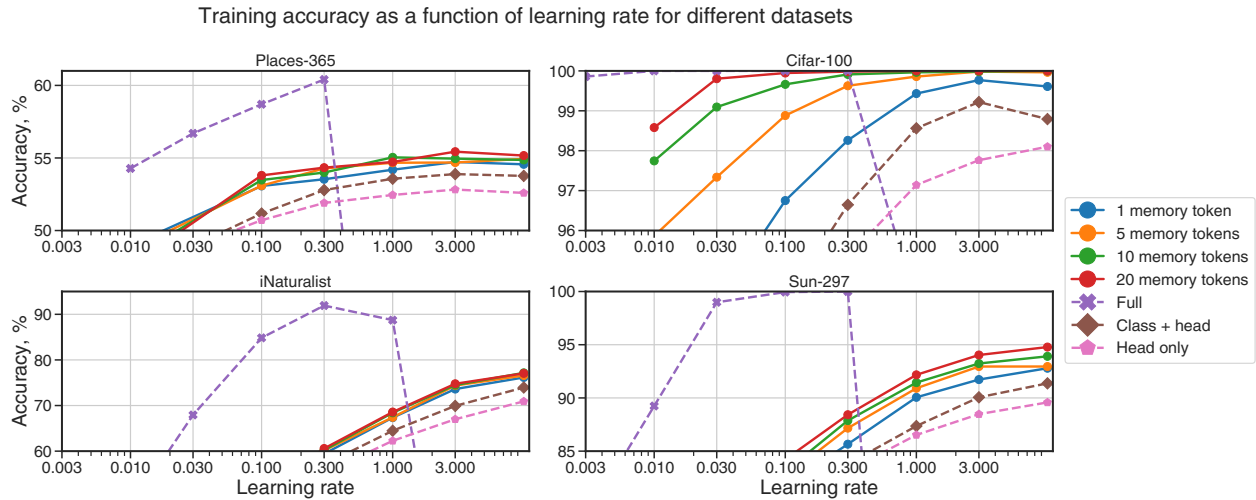 Training accuracy as a function of learning rate for different datasets
Places-365
Accuracy, %
60
55
50
0.003 0.010 0.030 0.100 0.300 1.000 3.000
Cifar-100
100
99
98
97
96
0.003 0.010 0.030 0.100 0.300 1.000 3.000
iNaturalist
Accuracy, %
90
80
70
60
0.003 0.010 0.030 0.100 0.300 1.000 3.000
Learning rate
Sun-297
100
95
90
85
0.003 0.010 0.030 0.100 0.300 1.000 3.000
Learning rate
1 memory token
5 memory tokens
10 memory tokens
20 memory tokens
Full
Class + head
Head only